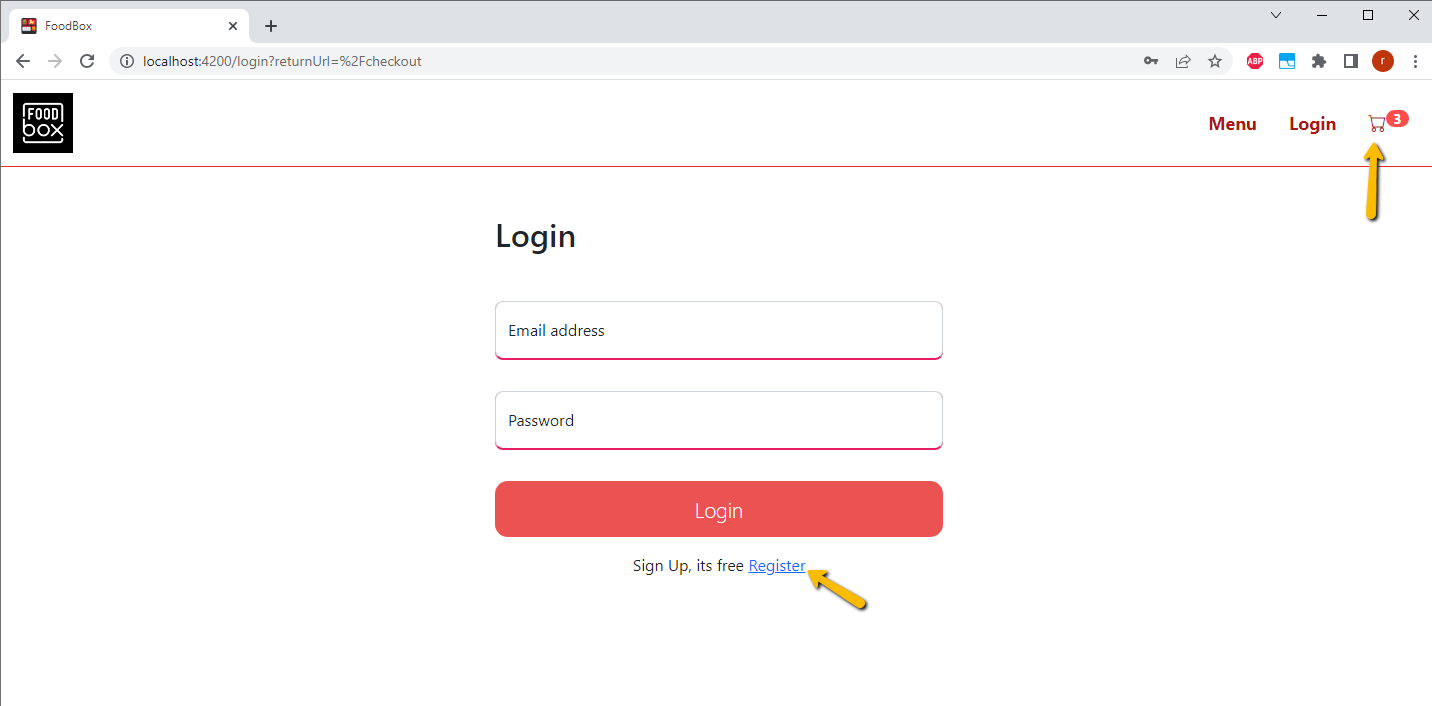 FoodBox
localhost:4200/login?returnUrl=%2Fcheckout
ABP
r
FOOD
box
Menu
Login
3
Login
Email address
Password
Login
Sign Up, its free Register